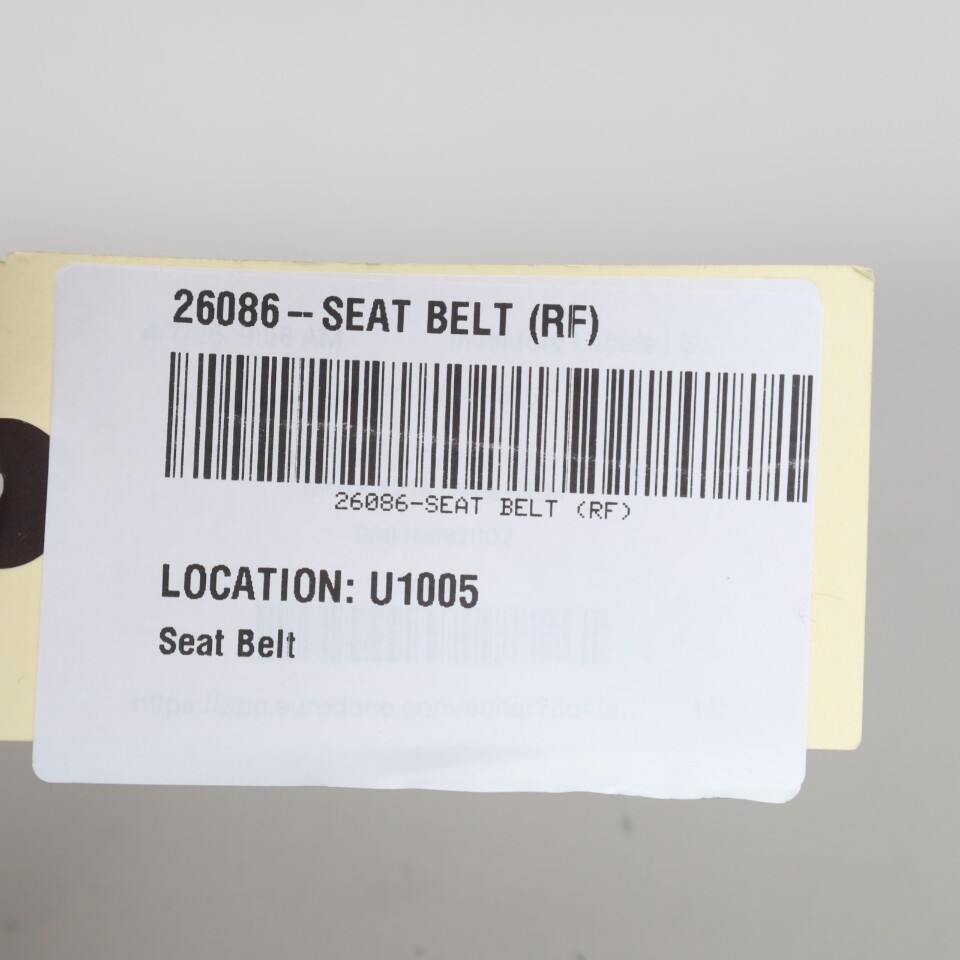 26086 -- SEAT BELT (RF)
26086-SEAT BELT (RF)
LOCATION: U1005
Seat Belt